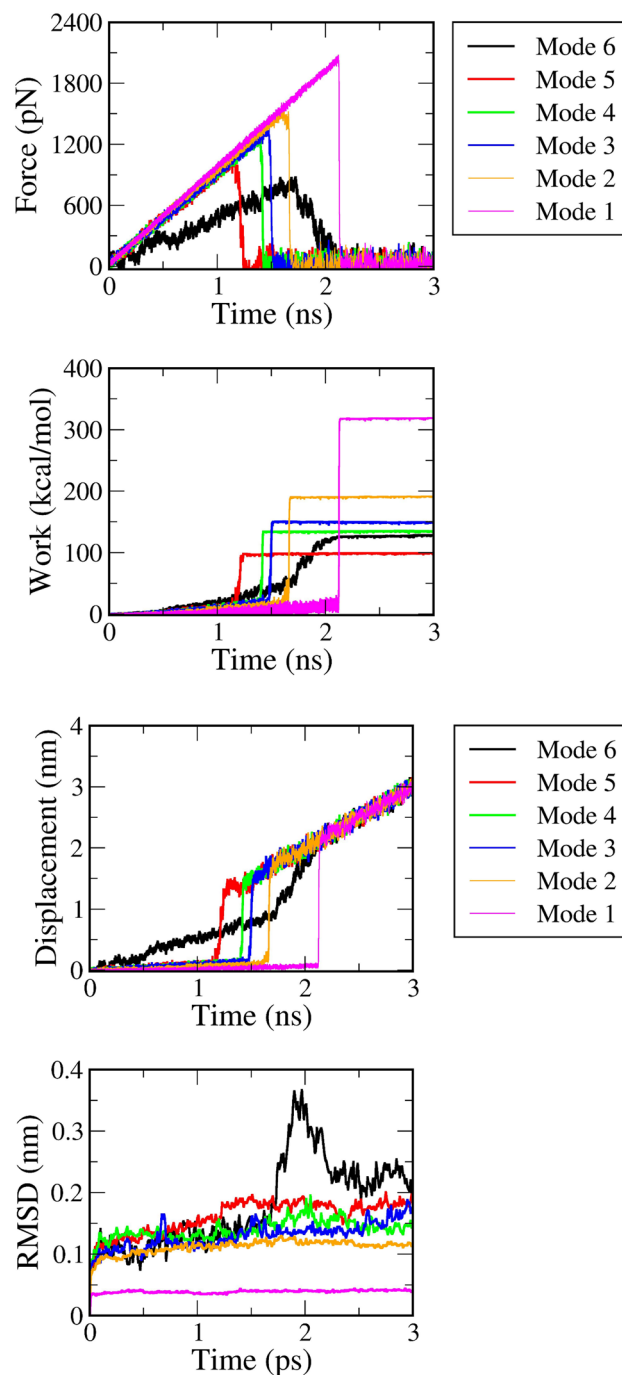 2400
1800
1200
600
0
Force (pN)
0 1 2 3
Time (ns)
Mode 6
Mode 5
Mode 4
Mode 3
Mode 2
Mode 1
400
300
200
100
0
Work (kcal/mol)
0 1 2 3
Time (ns)
4
3
2
1
0
Displacement (nm)
0 1 2 3
Time (ns)
Mode 6
Mode 5
Mode 4
Mode 3
Mode 2
Mode 1
0.4
0.3
0.2
0.1
0
RMSD (nm)
0 1 2 3
Time (ps)